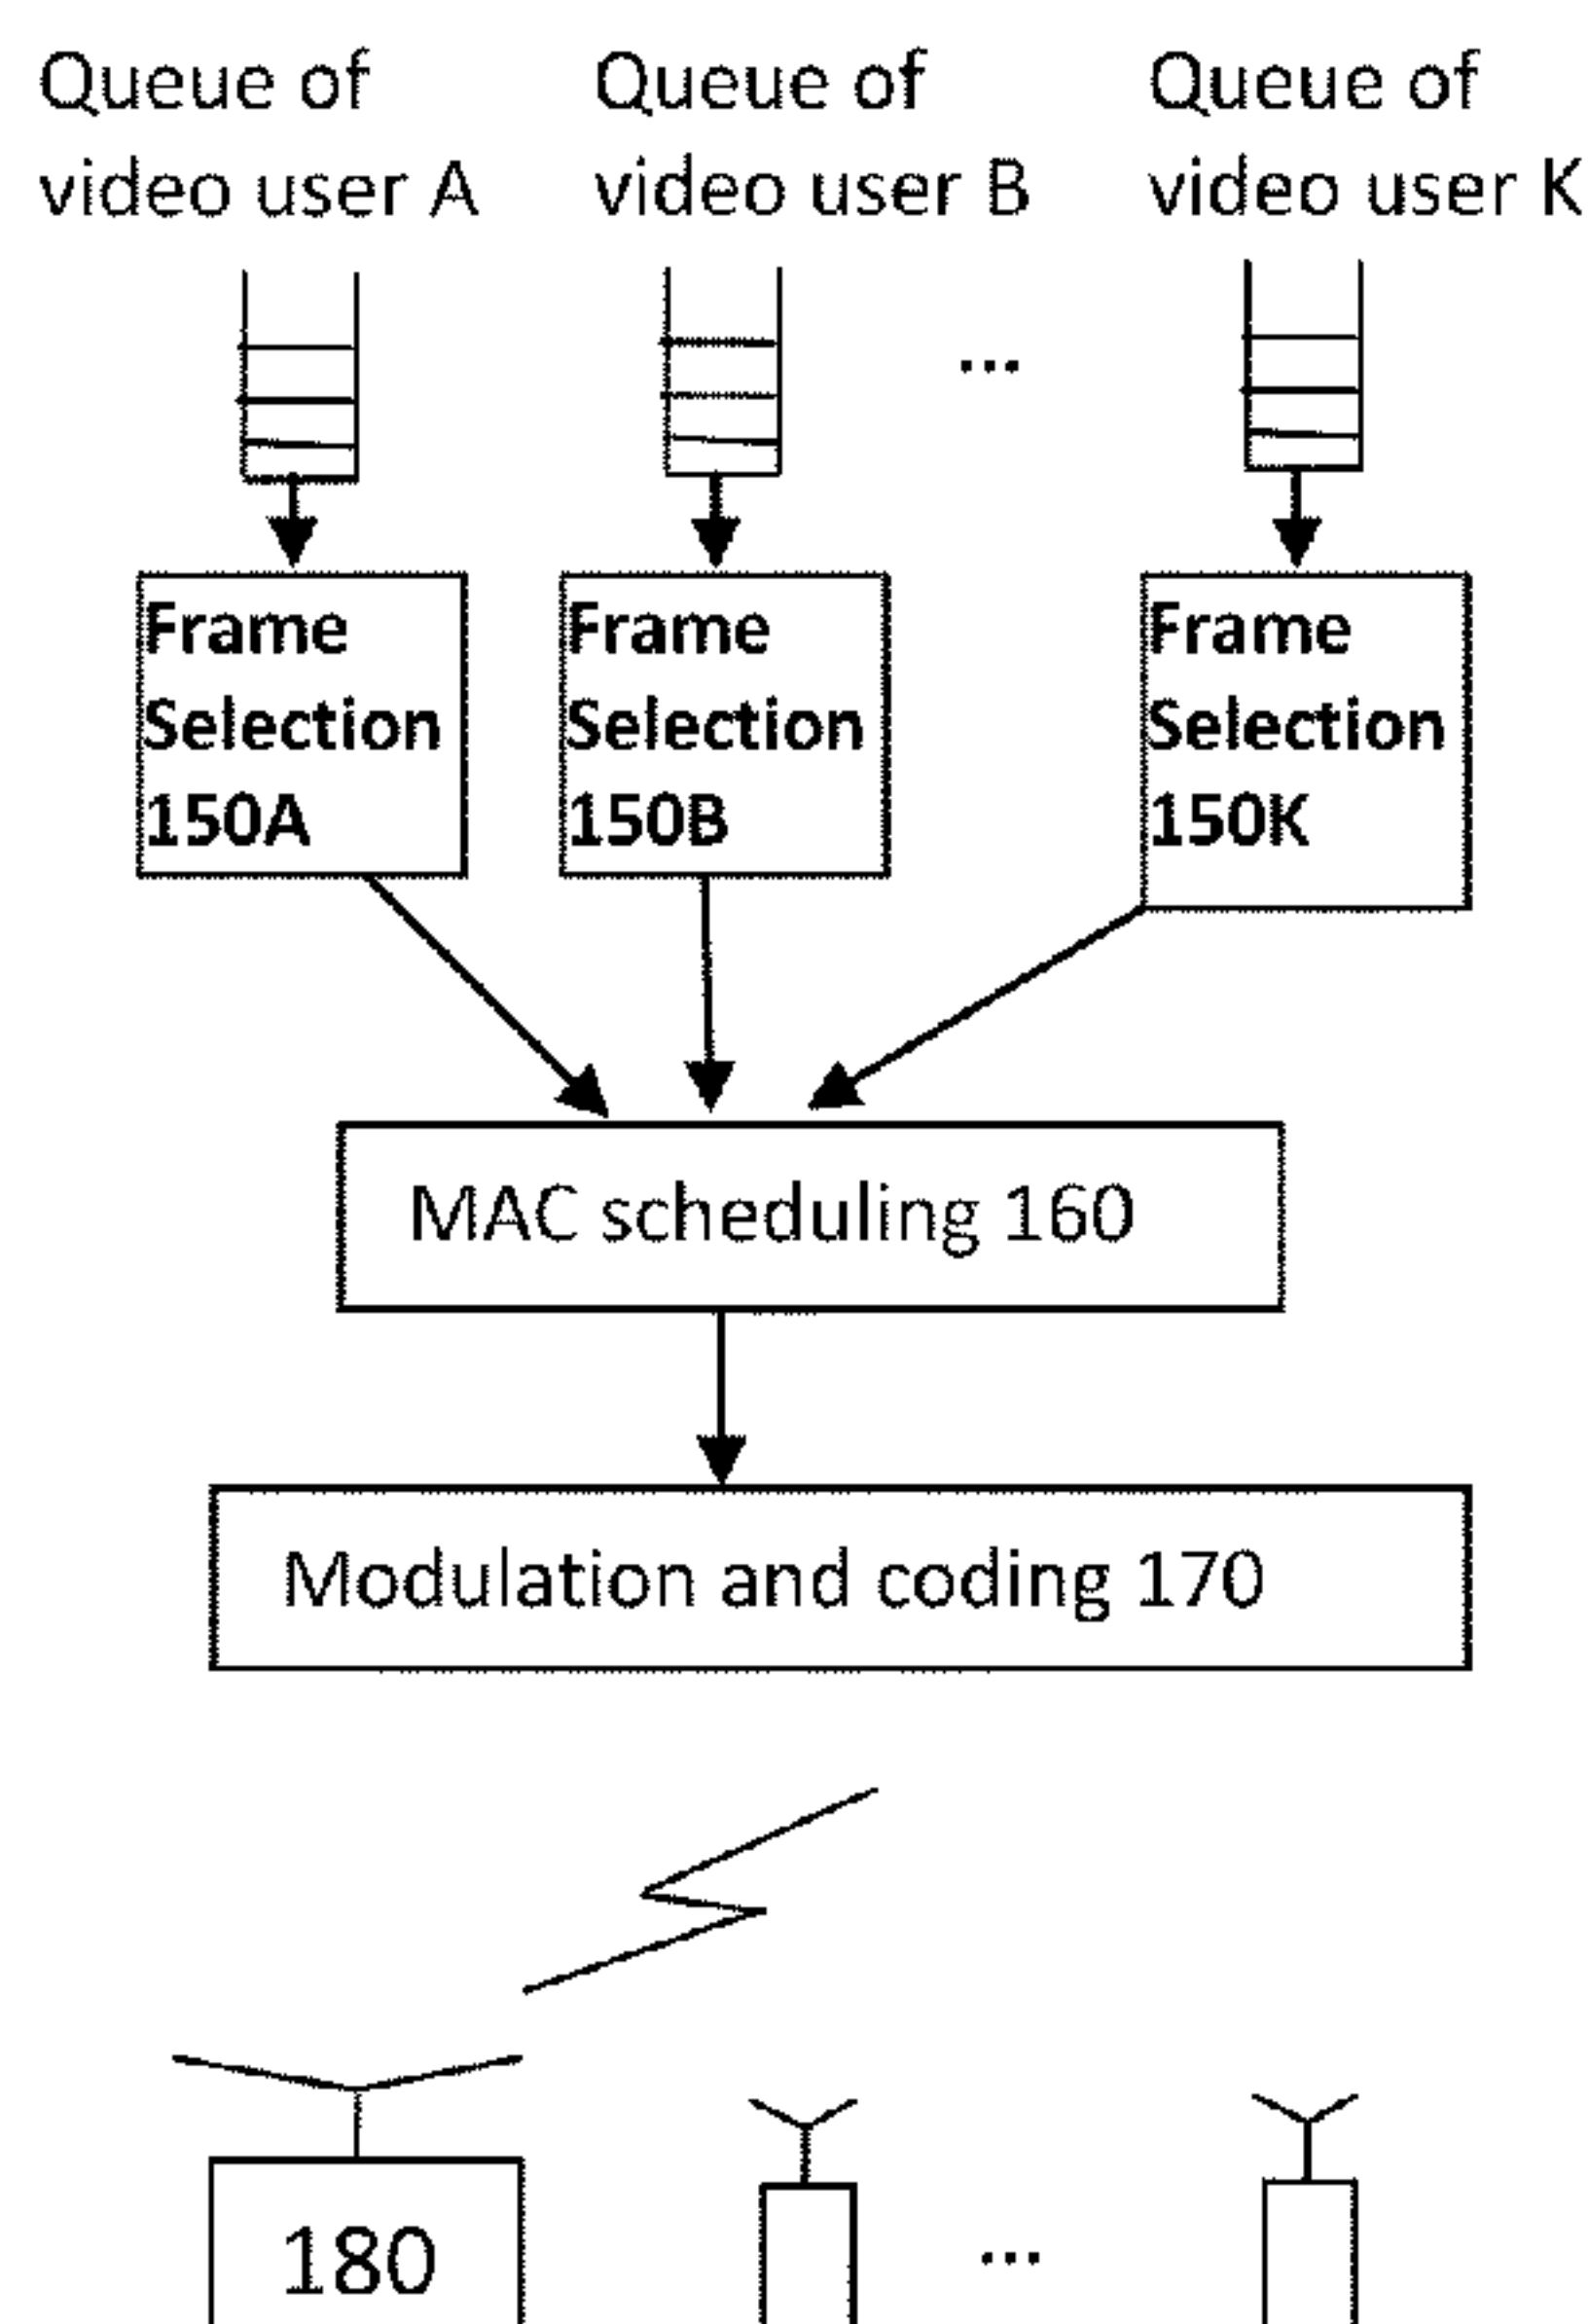 Queue of
video user A
Queue of
video user B
Queue of
video user K
...
Frame
Selection
150A
Frame
Selection
150B
Frame
Selection
150K
MAC scheduling 160
Modulation and coding 170
180
...